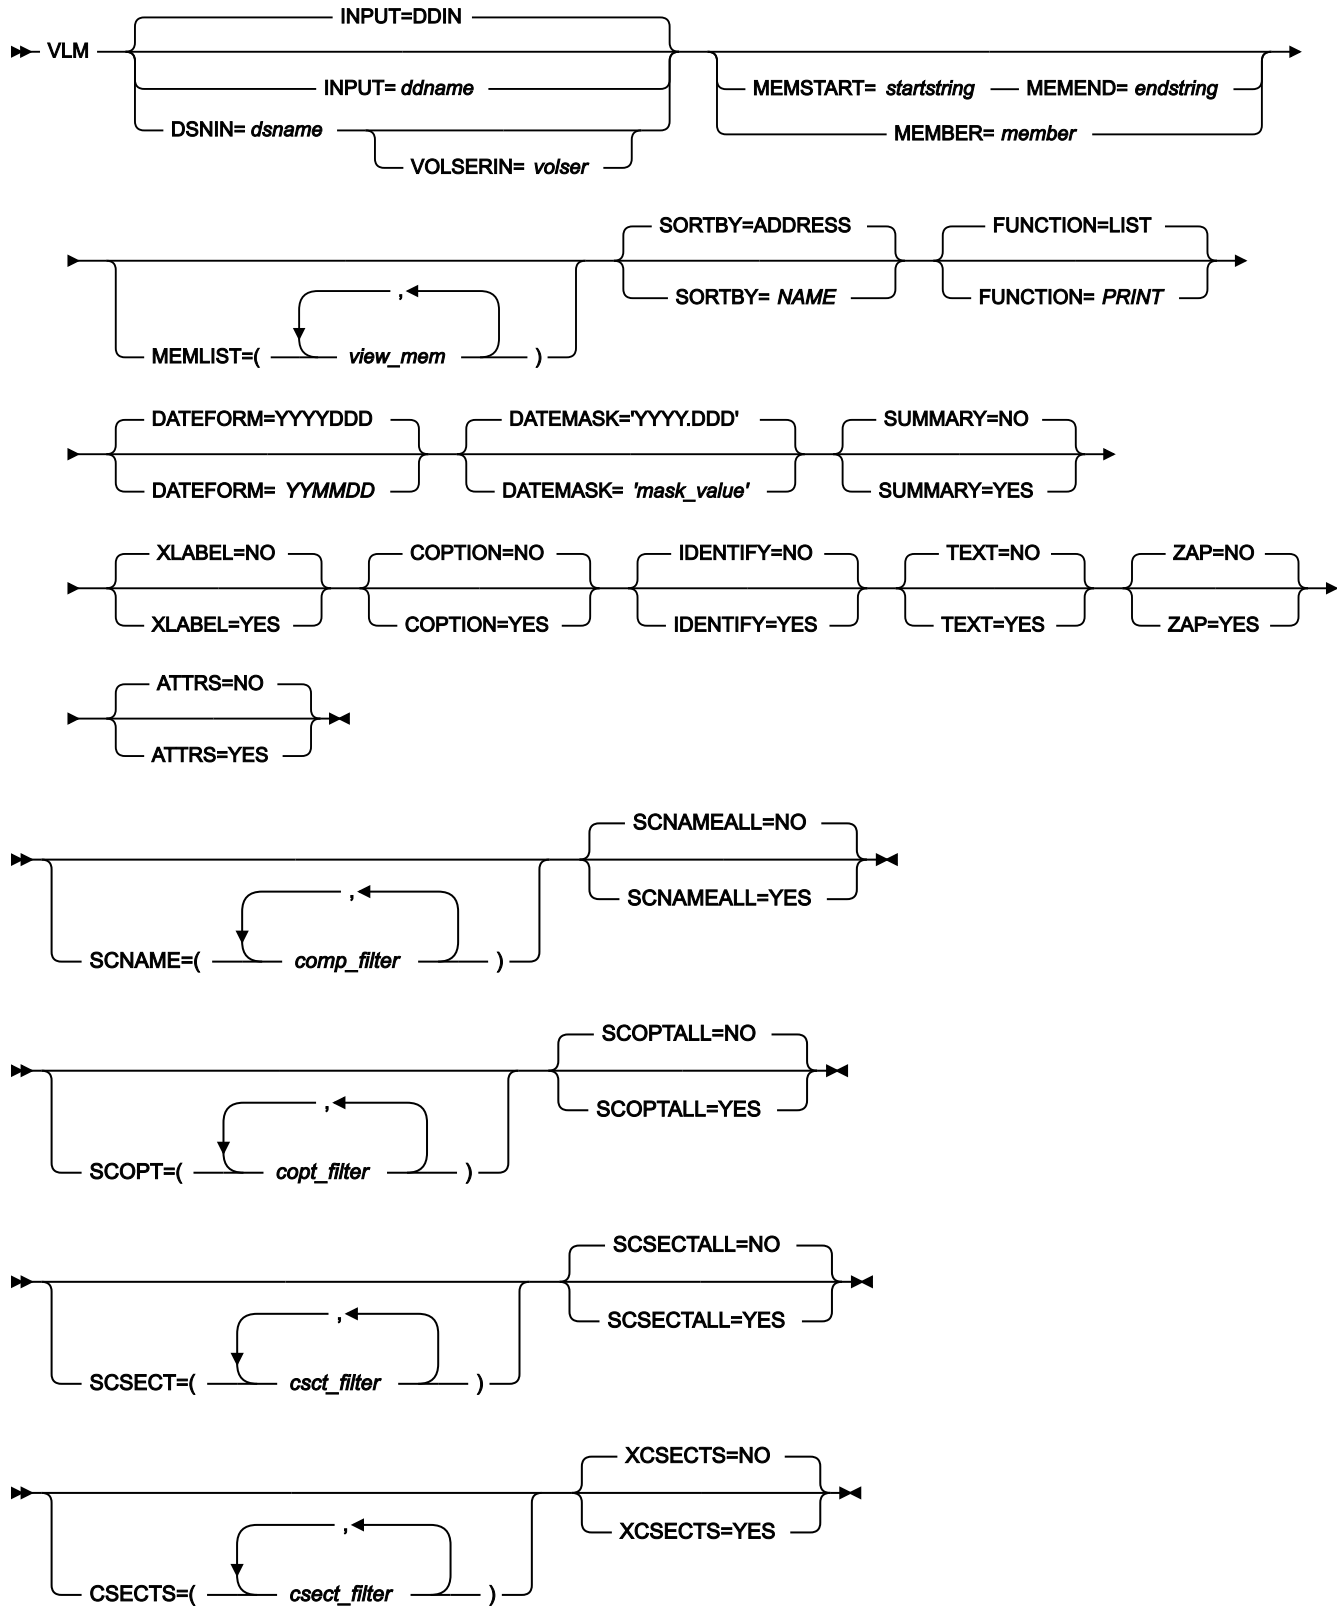 INPUT=DDIN
VLM
INPUT= ddname
MEMSTART= startstring MEMEND= endstring
DSNIN= dsname
MEMBER= member
VOLSERIN= volser
SORTBY=ADDRESS FUNCTION=LIST
,
SORTBY= NAME FUNCTION= PRINT
MEMLIST=( view_mem )
DATEFORM=YYYYDDD DATEMASK='YYYY.DDD' SUMMARY=NO
DATEFORM= YYMMDD DATEMASK= 'mask_value' SUMMARY=YES
XLABEL=NO COPTION=NO IDENTIFY=NO TEXT=NO ZAP=NO
XLABEL=YES COPTION=YES IDENTIFY=YES TEXT=YES ZAP=YES
ATTRS=NO
ATTRS=YES
SCNAMEALL=NO
,
SCNAMEALL=YES
SCNAME=( comp_filter )
SCOPTALL=NO
,
SCOPTALL=YES
SCOPT=( copt_filter )
SCSECTALL=NO
,
SCSECTALL=YES
SCSECT=( csct_filter )
XCSECTS=NO
,
XCSECTS=YES
CSECTS=( csect_filter )